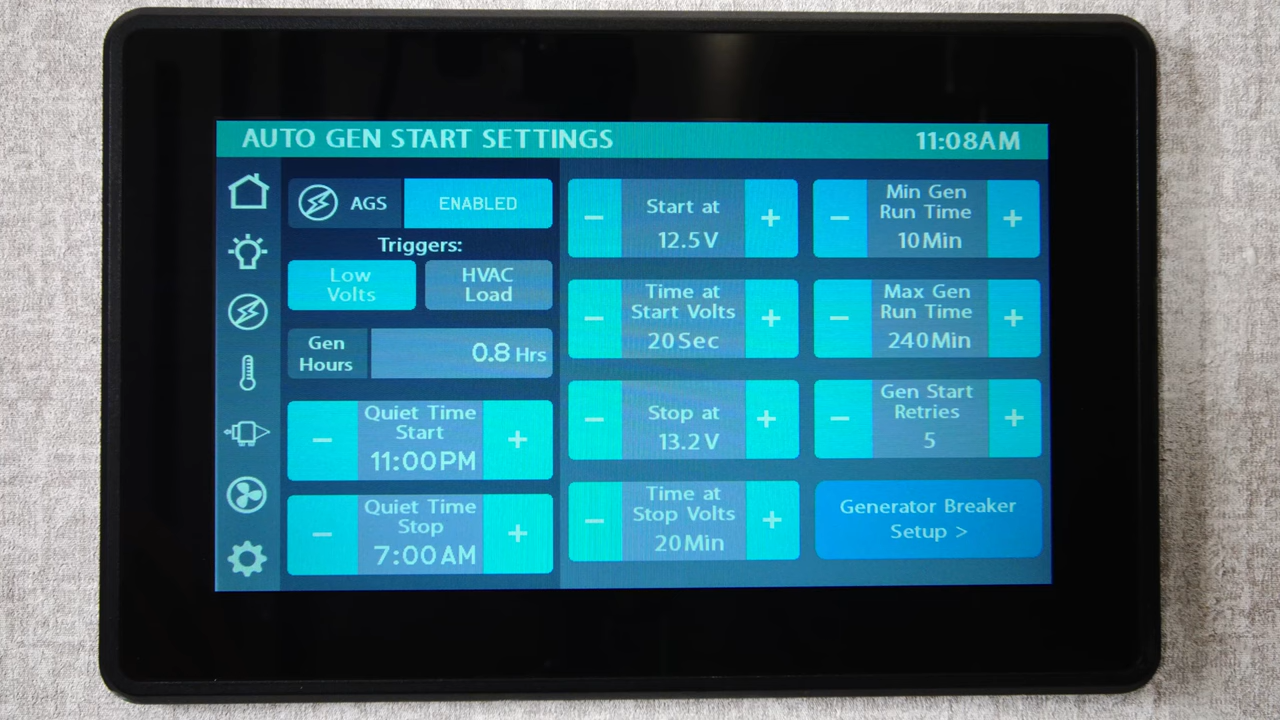 AUTO GEN START SETTINGS
11:08AM
AGS
ENABLED
Triggers:
Low
Volts
HVAC
Load
Gen
Hours
0.8 Hrs
Quiet Time
Start
11:00PM
Quiet Time
Stop
7:00AM
Start at
12.5V
Time at
Start Volts
20Sec
Stop at
13.2V
Time at
Stop Volts
20Min
Min Gen
Run Time
10Min
Max Gen
Run Time
240Min
Gen Start
Retries
5
Generator Breaker
Setup >